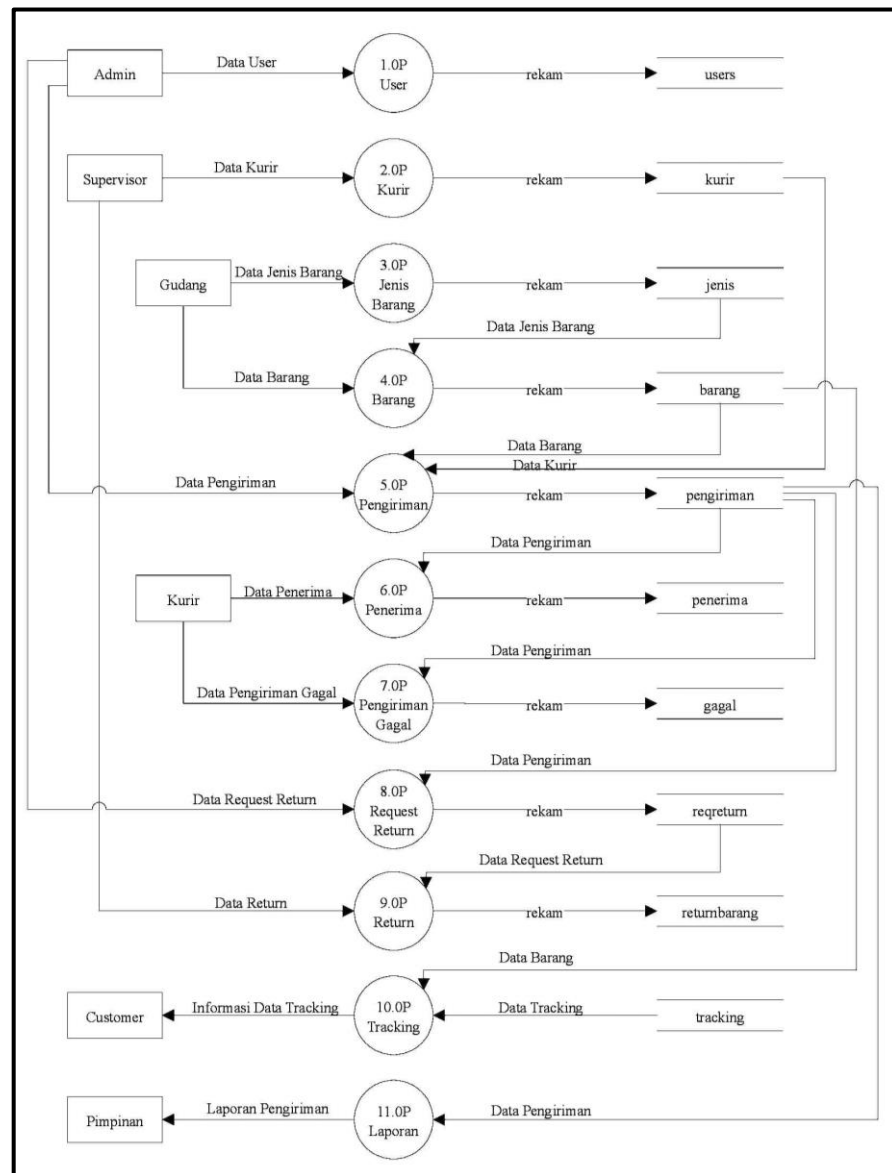 Admin
Data User
1.0P
User
rekam
users
Supervisor
Data Kurir
2.0P
Kurir
rekam
kurir
Gudang
Data Jenis Barang
3.0P
Jenis
Barang
rekam
jenis
Data Jenis Barang
Data Barang
4.0P
Barang
rekam
barang
Data Barang
Data Kurir
Data Pengiriman
5.0P
Pengiriman
rekam
pengiriman
Data Pengiriman
Kurir
Data Penerima
6.0P
Penerima
rekam
penerima
Data Pengiriman
Data Pengiriman Gagal
7.0P
Pengiriman
Gagal
rekam
gagal
Data Pengiriman
Data Request Return
8.0P
Request
Return
rekam
reqreturn
Data Request Return
Data Return
9.0P
Return
rekam
returnbarang
Data Barang
Customer
Informasi Data Tracking
10.0P
Tracking
Data Tracking
tracking
Pimpinan
Laporan Pengiriman
11.0P
Laporan
Data Pengiriman